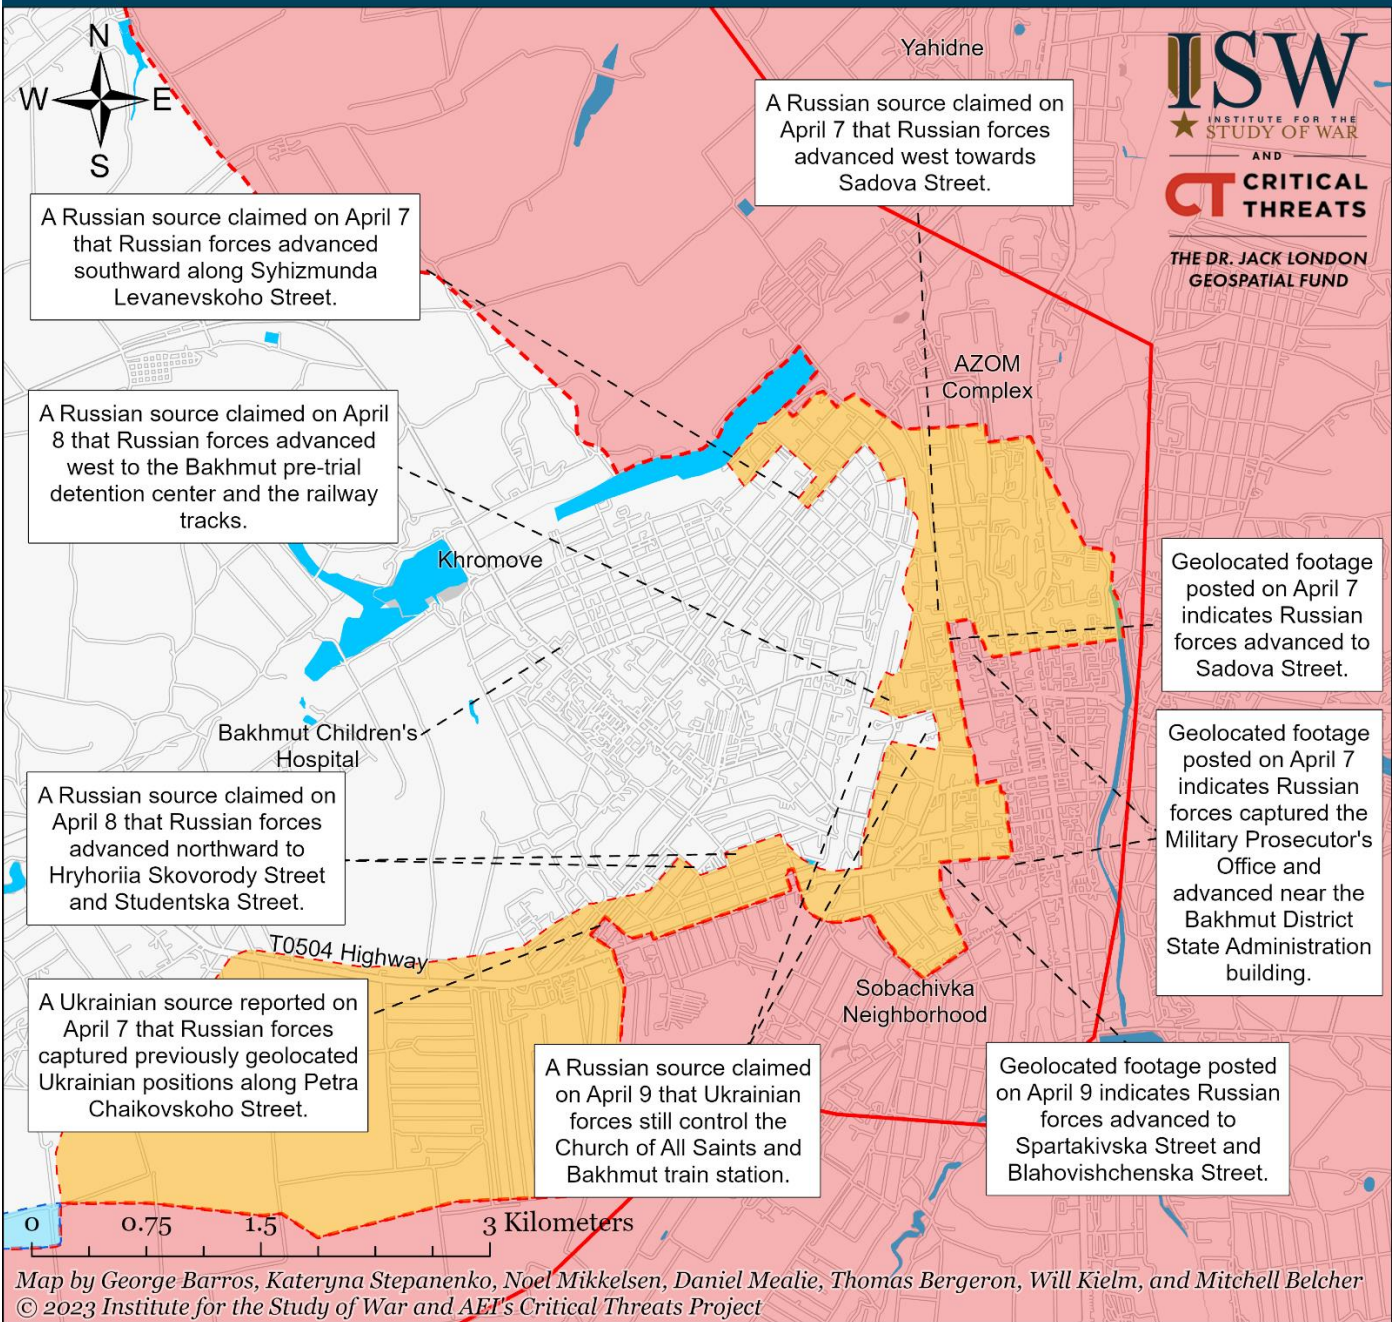 N
W
E
S
Yahidne
ISW
INSTITUTE FOR THE
STUDY OF WAR
AND
CT CRITICAL
THREATS
THE DR. JACK LONDON
GEOSPATIAL FUND
A Russian source claimed on
April 7 that Russian forces
advanced west towards
Sadova Street.
A Russian source claimed on April 7
that Russian forces advanced
southward along Syhizmunda
Levanevskoho Street.
AZOM
Complex
A Russian source claimed on April
8 that Russian forces advanced
west to the Bakhmut pre-trial
detention center and the railway
tracks.
Khromove
Geolocated footage
posted on April 7
indicates Russian
forces advanced to
Sadova Street.
Bakhmut Children's
Hospital
Geolocated footage
posted on April 7
indicates Russian
forces captured the
Military Prosecutor's
Office and
advanced near the
Bakhmut District
State Administration
building.
A Russian source claimed on
April 8 that Russian forces
advanced northward to
Hryhoriia Skovorody Street
and Studentska Street.
T0504 Highway
Sobachivka
Neighborhood
A Ukrainian source reported on
April 7 that Russian forces
captured previously geolocated
Ukrainian positions along Petra
Chaikovskoho Street.
A Russian source claimed
on April 9 that Ukrainian
forces still control the
Church of All Saints and
Bakhmut train station.
Geolocated footage posted
on April 9 indicates Russian
forces advanced to
Spartakivska Street and
Blahovishchenska Street.
0 0.75 1.5 3 Kilometers
Map by George Barros, Kateryna Stepanenko, Noel Mikkelsen, Daniel Mealie, Thomas Bergeron, Will Kielm, and Mitchell Belcher
© 2023 Institute for the Study of War and AEI's Critical Threats Project